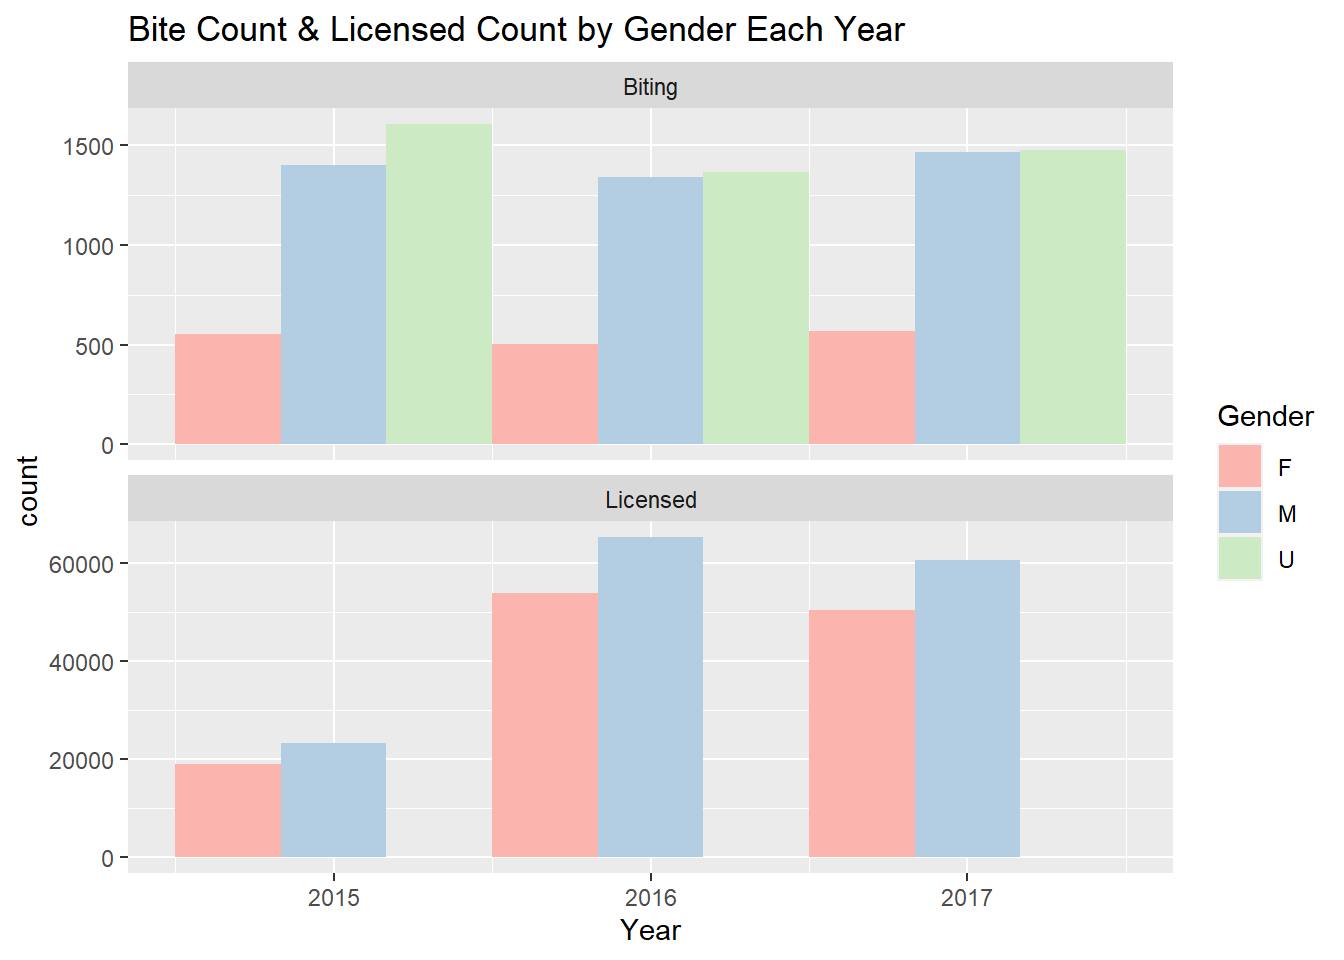 Bite Count & Licensed Count by Gender Each Year
Biting
1500
1000
500
0
Licensed
60000
40000
20000
0
count
2015 2016 2017
Year
Gender
F
M
U